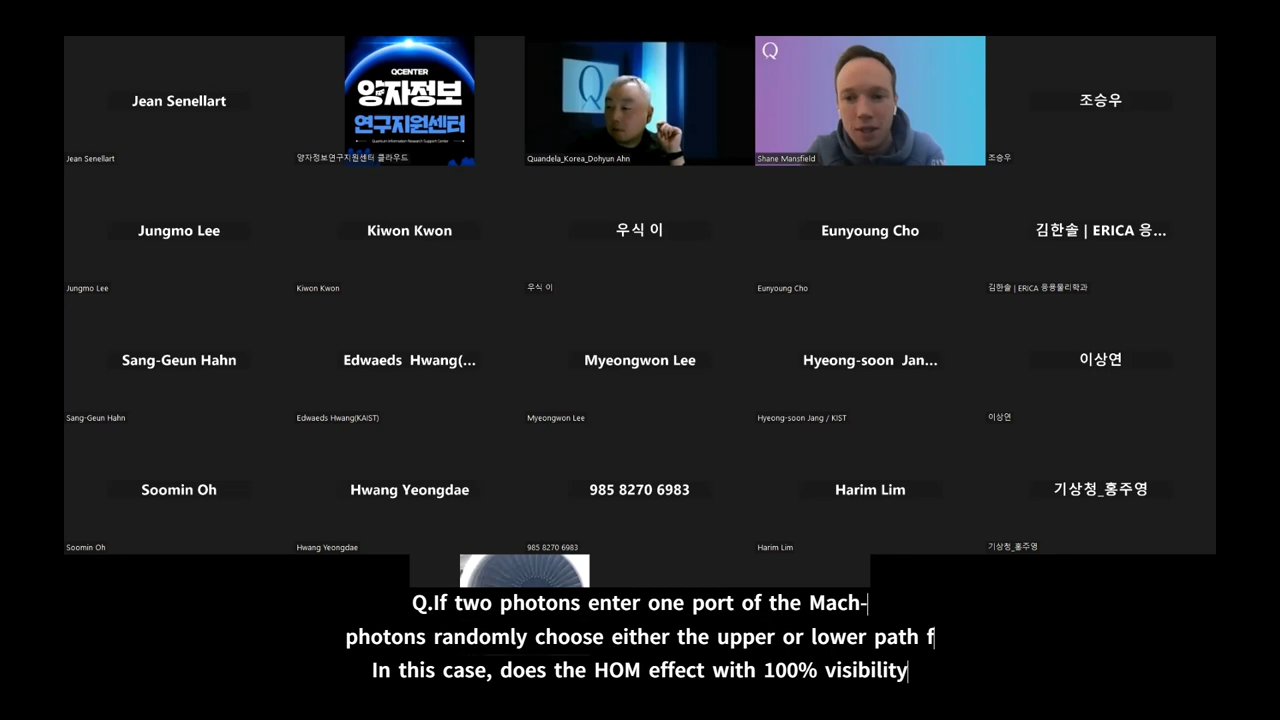 Jean Senellart
Jean Senellart
QCENTER
양자정보
연구지원센터
Quantum Information Research Support Center
양자정보연구지원센터 클라우드
Q
Quandela_Korea_Dohyun Ahn
Q
Shane Mansfield
조승우
조승우
Jungmo Lee
Jungmo Lee
Kiwon Kwon
Kiwon Kwon
우식 이
우식 이
Eunyoung Cho
Eunyoung Cho
김한솔 | ERICA 응...
김한솔 | ERICA 응용물리학과
Sang-Geun Hahn
Sang-Geun Hahn
Edwaeds Hwang(...
Edwaeds Hwang(KAIST)
Myeongwon Lee
Myeongwon Lee
Hyeong-soon Jan...
Hyeong-soon Jang / KIST
이상연
이상연
Soomin Oh
Soomin Oh
Hwang Yeongdae
Hwang Yeongdae
985 8270 6983
985 8270 6983
Harim Lim
Harim Lim
기상청_홍주영
기상청_홍주영
Q.If two photons enter one port of the Mach-
photons randomly choose either the upper or lower path f
In this case, does the HOM effect with 100% visibility